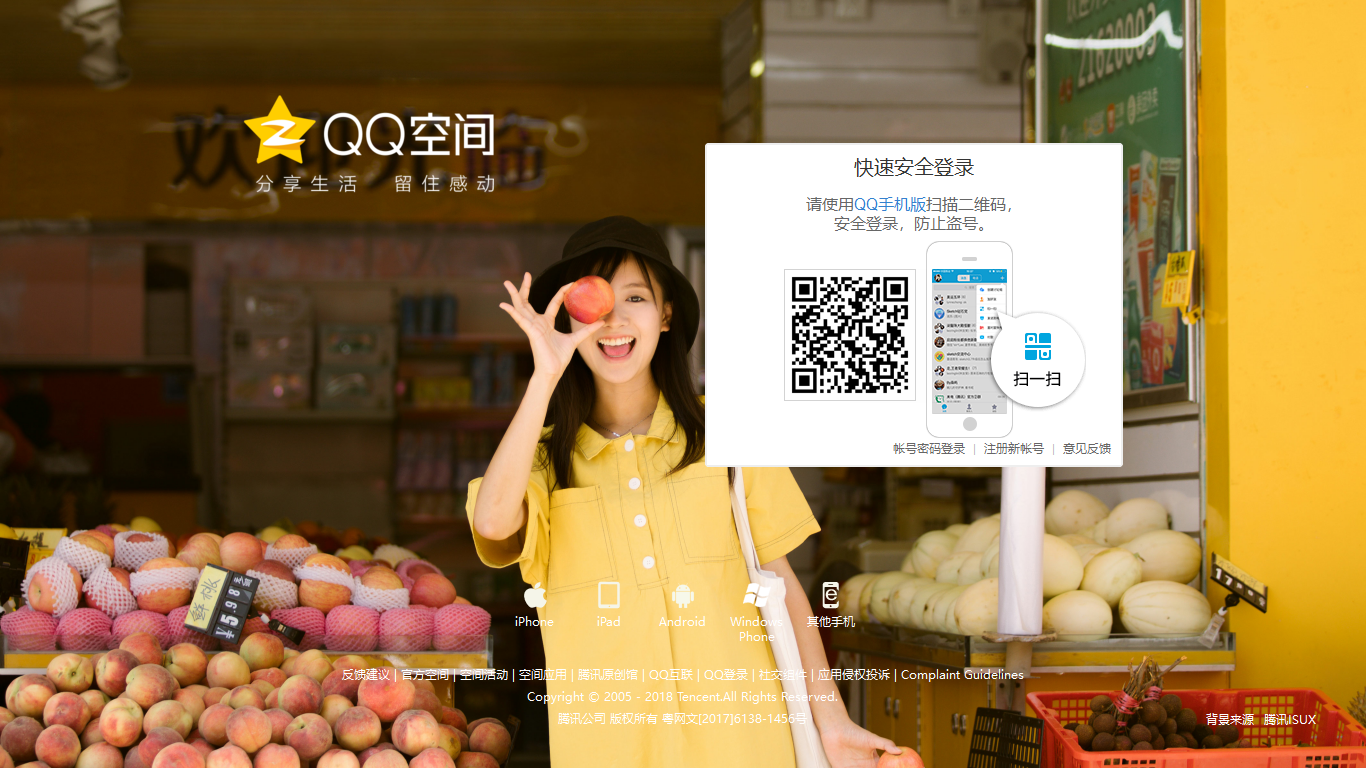 QQ空间
分享生活 留住感动
快速安全登录
请使用QQ手机版扫描二维码，
安全登录，防止盗号。
扫一扫
帐号密码登录 | 注册新帐号 | 意见反馈
iPhone
iPad
Android
Windows
Phone
其他手机
反馈建议 | 官方空间 | 空间活动 | 空间应用 | 腾讯原创馆 | QQ互联 | QQ登录 | 社交组件 | 应用侵权投诉 | Complaint Guidelines
Copyright © 2005 - 2018 Tencent.All Rights Reserved.
腾讯公司 版权所有 粤网文[2017]6138-1456号
背景来源 腾讯ISUX